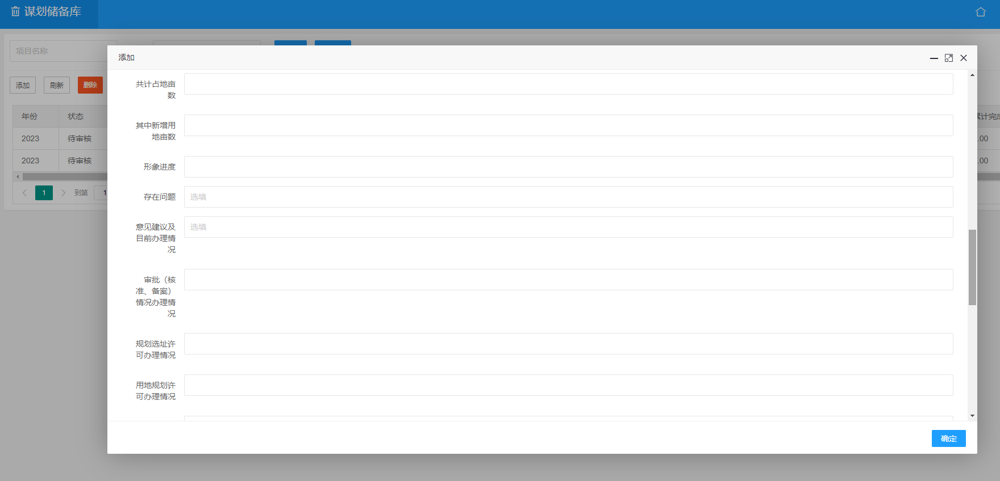 谋划储备库
项目名称
添加
添加 刷新 删除
年份 状态
累计完成
2023 待审核
.00
2023 待审核
.00
1 到第 1
共计占地亩
数
其中新增用
地亩数
形象进度
存在问题 选填
意见建议及 选填
目前办理情
况
审批（核
准、备案）
情况办理情
况
规划选址许
可办理情况
用地规划许
可办理情况
确定